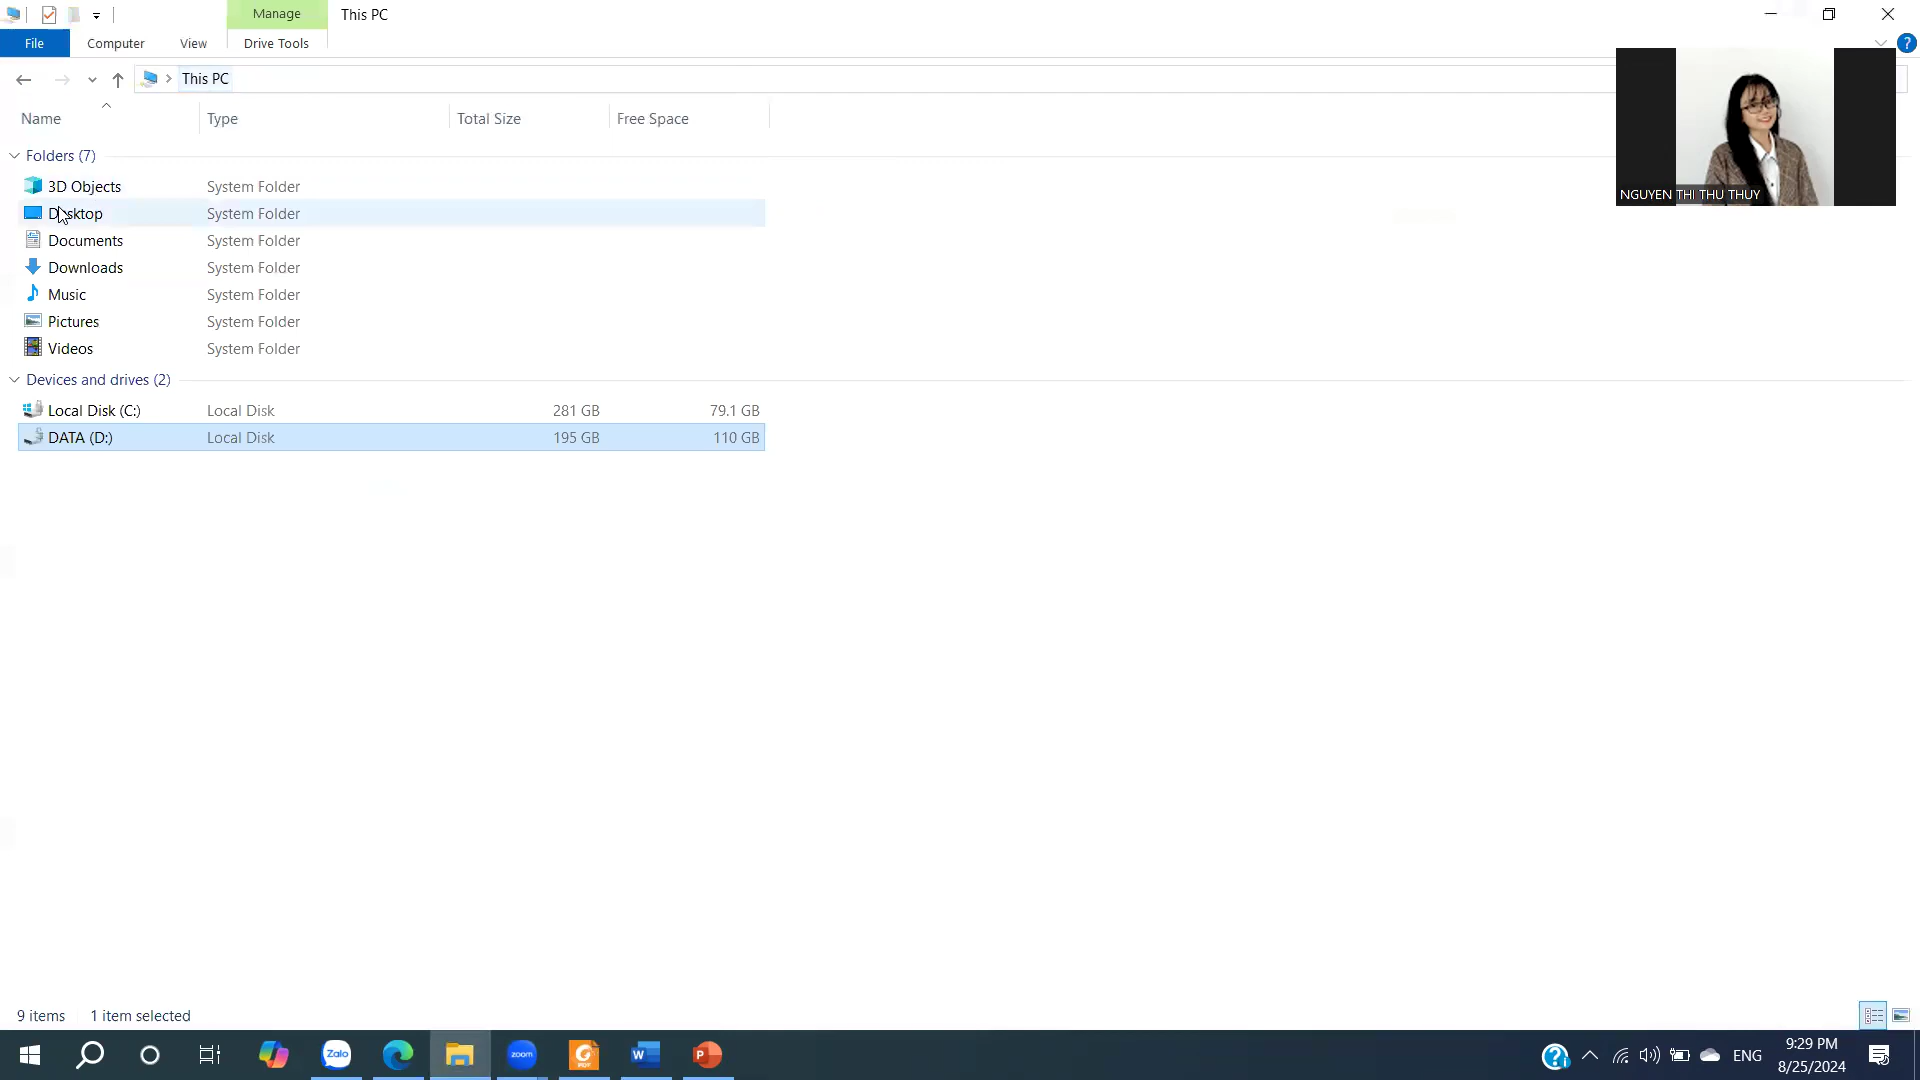 Manage
This PC
File
Computer
View
Drive Tools
This PC
Name
Type
Total Size
Free Space
Folders (7)
3D Objects System Folder
Desktop System Folder
Documents System Folder
Downloads System Folder
Music System Folder
Pictures System Folder
Videos System Folder
Devices and drives (2)
Local Disk (C:) Local Disk 281 GB 79.1 GB
DATA (D:) Local Disk 195 GB 110 GB
NGUYEN THI THU THUY
9 items 1 item selected
Zalo
zoom
PDF
W
P
ENG
9:29 PM
8/25/2024